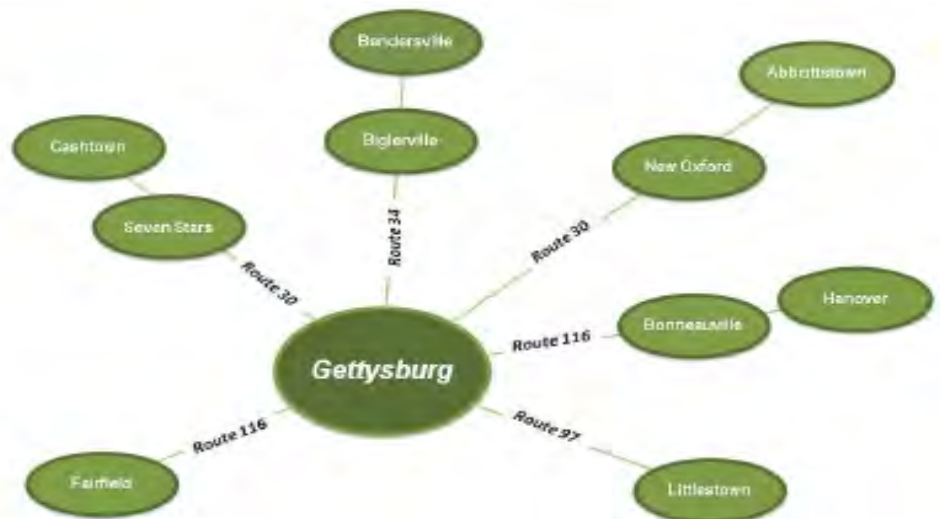 Bendersville
Abbottstown
Cashtown
Biglerville
New Oxford
Seven Stars
Route 34
Route 30
Route 30
Hanover
Bonneauville
Route 116
Gettysburg
Route 97
Route 116
Fairfield
Littlestown